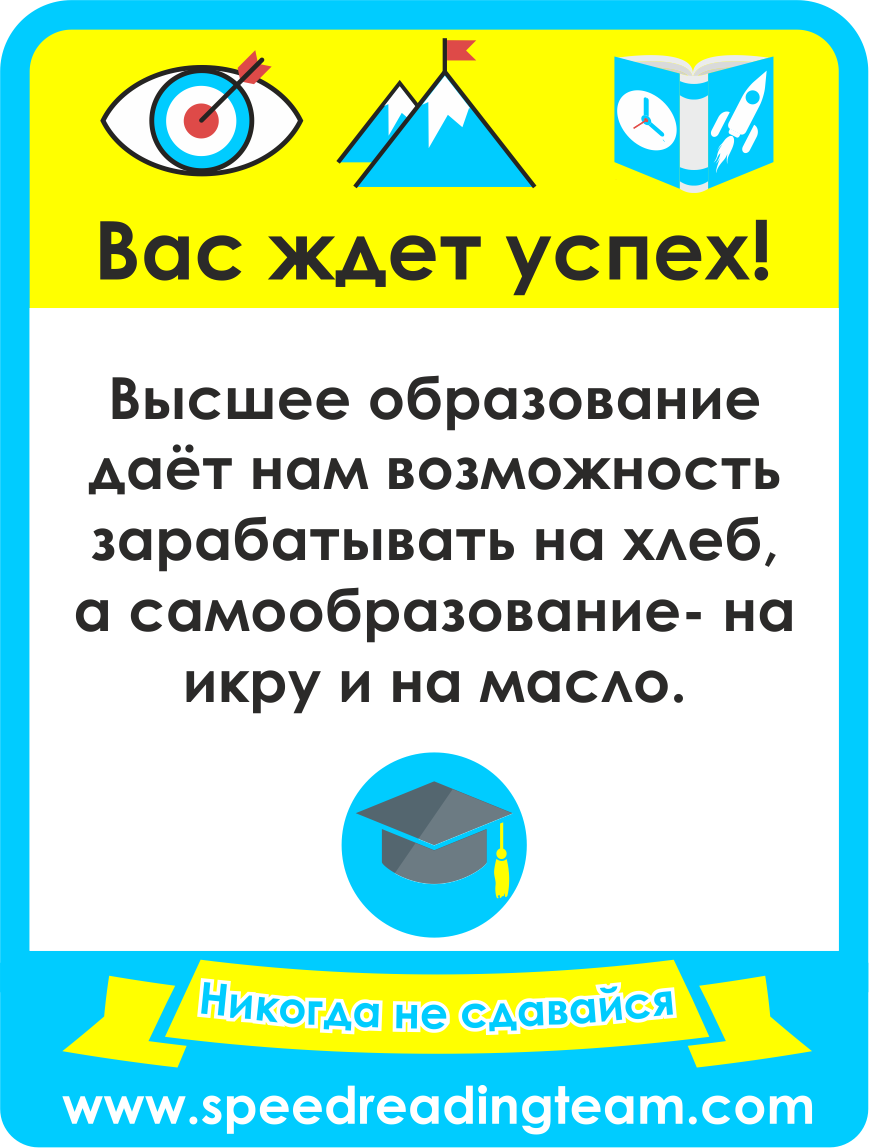 Вас ждет успех!
Высшее образование
даёт нам возможность
зарабатывать на хлеб,
а самообразование- на
икру и на масло.
Никогда не сдавайся
www.speedreadingteam.com